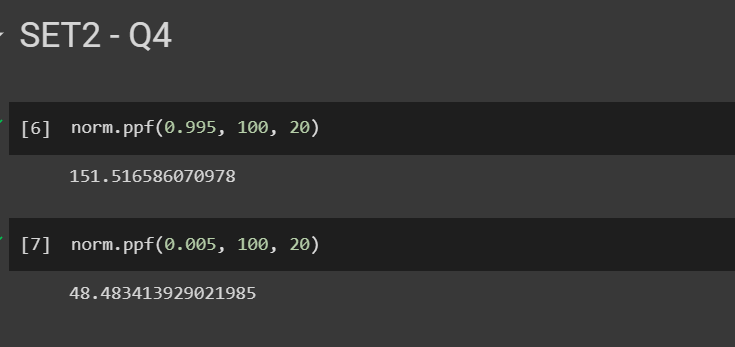 SET2 - Q4
[6] norm.ppf(0.995, 100, 20)
151.516586070978
[7] norm.ppf(0.005, 100, 20)
48.483413929021985